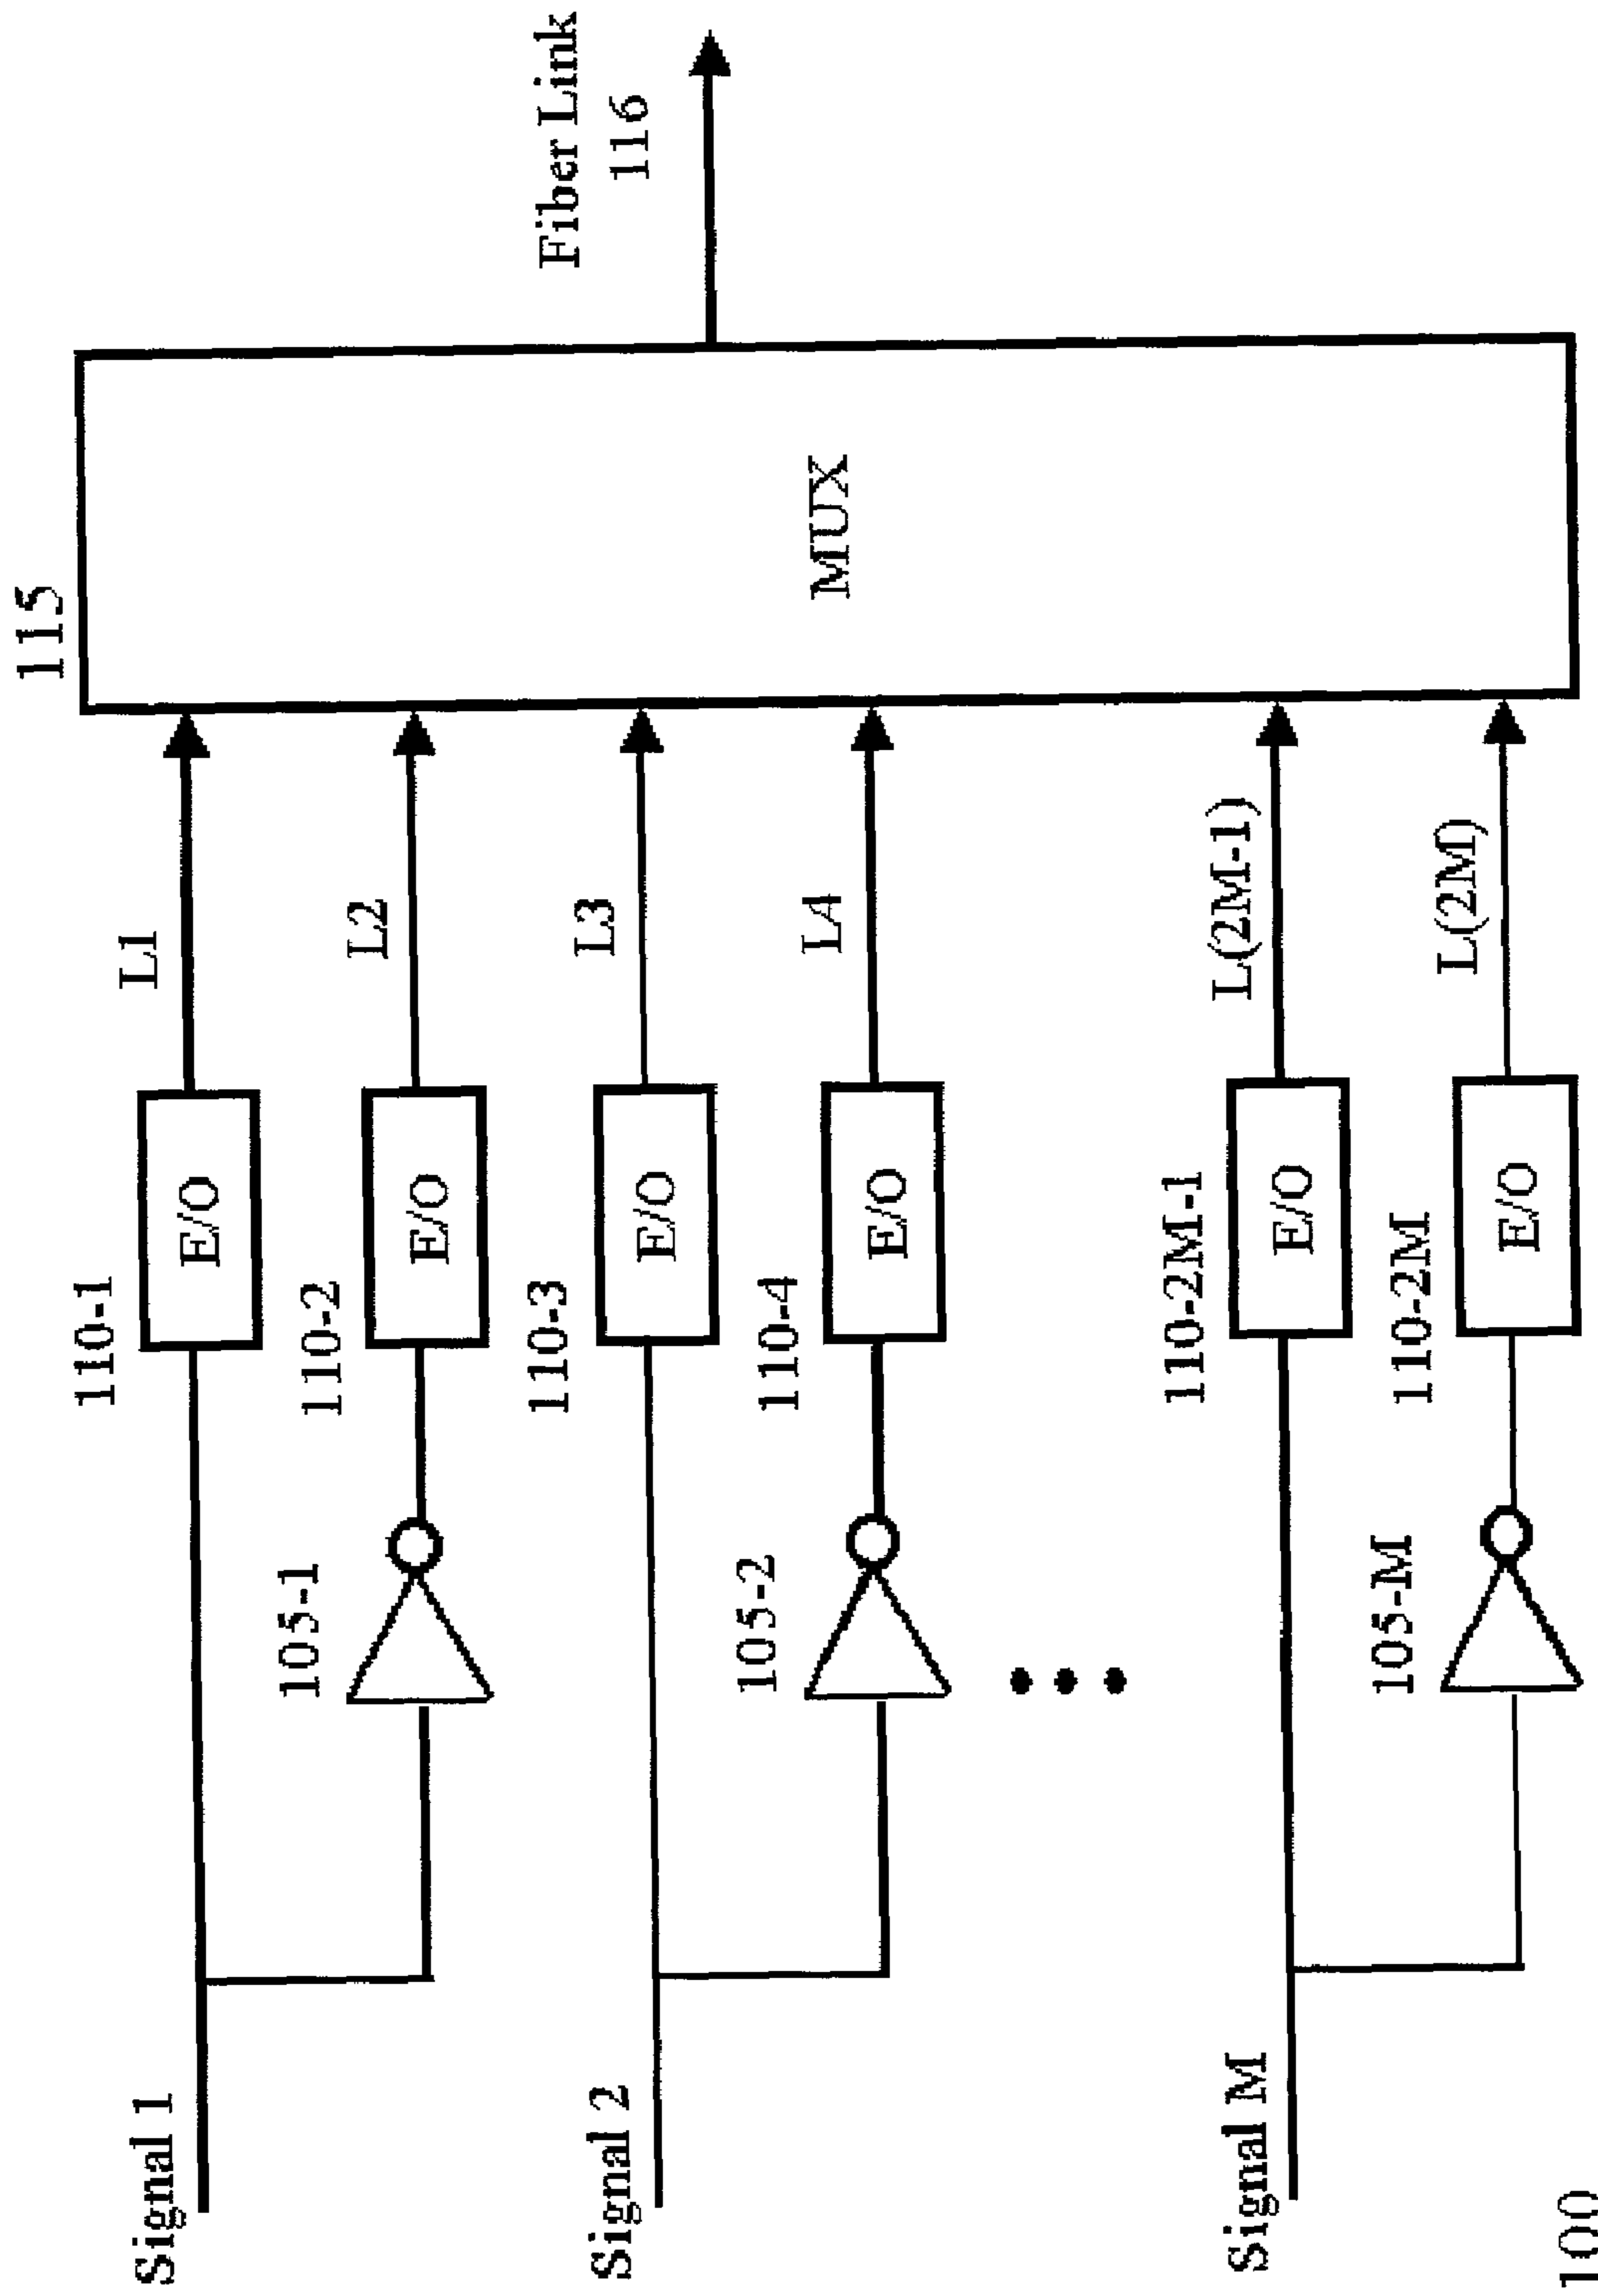 115
Fiber Link
116
MUX
110-1
E/O
L1
Signal 1
105-1
110-2
E/O
L2
110-3
E/O
L3
Signal 2
105-2
110-4
E/O
L4
110-2M-1
E/O
L(2M-1)
Signal M
105-M
110-2M
E/O
L(2M)
100